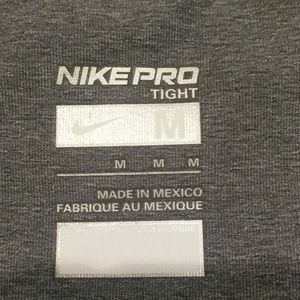 NIKE PRO
TIGHT
M
M M M
MADE IN MEXICO
FABRIQUE AU MEXIQUE